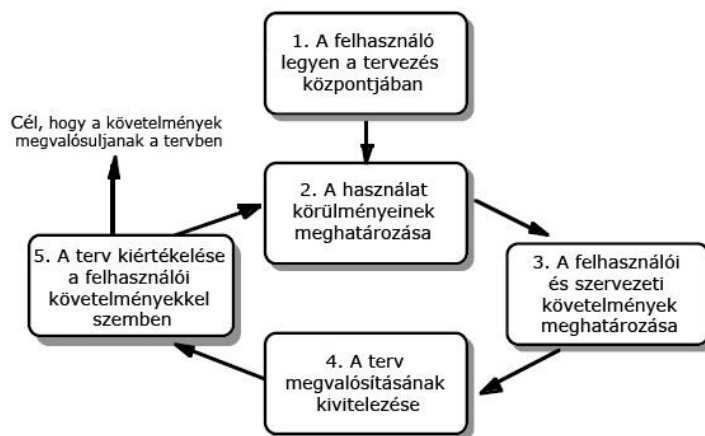 1. A felhasználó
legyen a tervezés
központjában
Cél, hogy a követelmények
megvalósuljanak a tervben
2. A használat
körülményeinek
meghatározása
3. A felhasználói
és szervezeti
követelmények
meghatározása
4. A terv
megvalósításának
kivitelezése
5. A terv kiértékelése
a felhasználói
követelményekkel
szemben